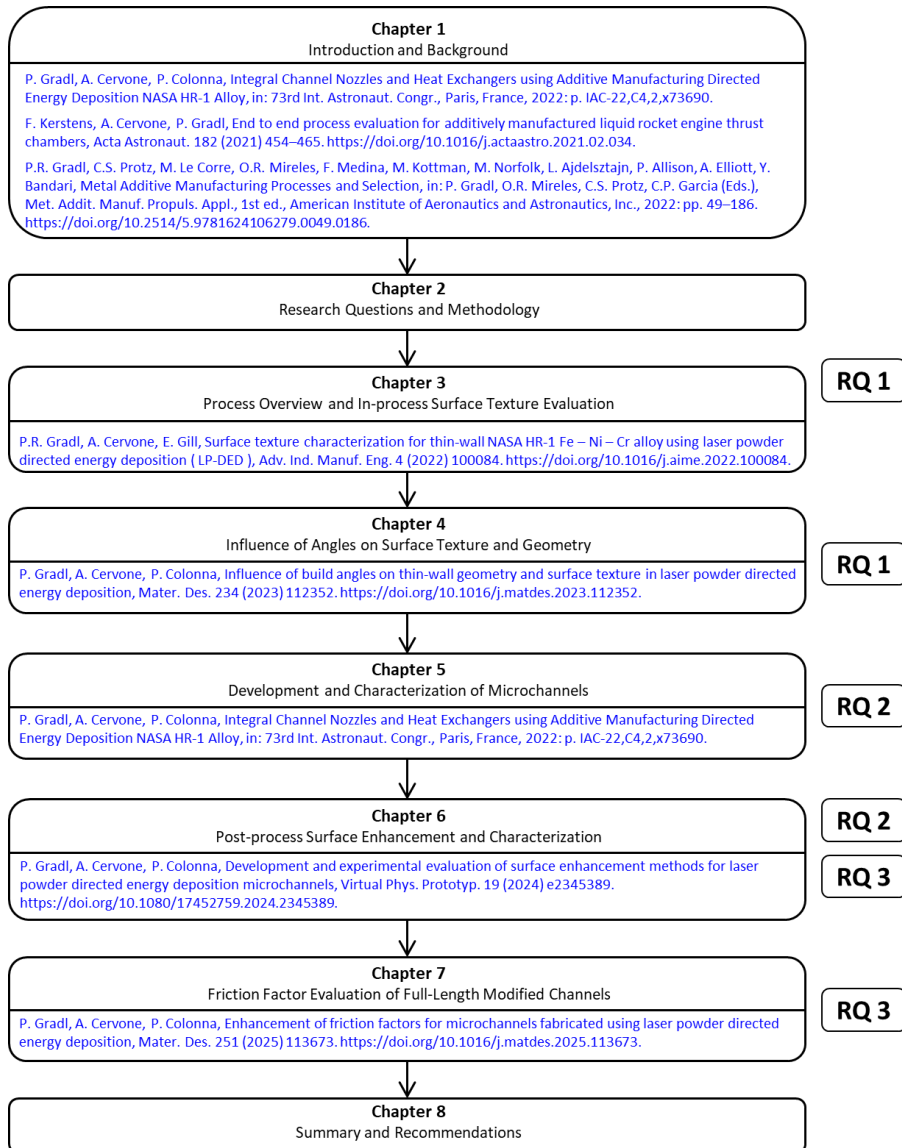 Chapter 1
Introduction and Background
P. Gradl, A. Cervone, P. Colonna, Integral Channel Nozzles and Heat Exchangers using Additive Manufacturing Directed
Energy Deposition NASA HR-1 Alloy, in: 73rd Int. Astronaut. Congr., Paris, France, 2022: p. IAC-22,C4,2,x73690.
F. Kerstens, A. Cervone, P. Gradl, End to end process evaluation for additively manufactured liquid rocket engine thrust
chambers, Acta Astronaut. 182 (2021) 454–465. https://doi.org/10.1016/j.actaastro.2021.02.034.
P.R. Gradl, C.S. Protz, M. Le Corre, O.R. Mireles, F. Medina, M. Kottman, M. Norfolk, L. Ajdelsztajn, P. Allison, A. Elliott, Y.
Bandari, Metal Additive Manufacturing Processes and Selection, in: P. Gradl, O.R. Mireles, C.S. Protz, C.P. Garcia (Eds.),
Met. Addit. Manuf. Propuls. Appl., 1st ed., American Institute of Aeronautics and Astronautics, Inc., 2022: pp. 49–186.
https://doi.org/10.2514/5.9781624106279.0049.0186.
Chapter 2
Research Questions and Methodology
Chapter 3
Process Overview and In-process Surface Texture Evaluation
RQ 1
P.R. Gradl, A. Cervone, E. Gill, Surface texture characterization for thin-wall NASA HR-1 Fe – Ni – Cr alloy using laser powder
directed energy deposition ( LP-DED ), Adv. Ind. Manuf. Eng. 4 (2022) 100084. https://doi.org/10.1016/j.aime.2022.100084.
Chapter 4
Influence of Angles on Surface Texture and Geometry
RQ 1
P. Gradl, A. Cervone, P. Colonna, Influence of build angles on thin-wall geometry and surface texture in laser powder directed
energy deposition, Mater. Des. 234 (2023) 112352. https://doi.org/10.1016/j.matdes.2023.112352.
Chapter 5
Development and Characterization of Microchannels
RQ 2
P. Gradl, A. Cervone, P. Colonna, Integral Channel Nozzles and Heat Exchangers using Additive Manufacturing Directed
Energy Deposition NASA HR-1 Alloy, in: 73rd Int. Astronaut. Congr., Paris, France, 2022: p. IAC-22,C4,2,x73690.
Chapter 6
Post-process Surface Enhancement and Characterization
RQ 2
P. Gradl, A. Cervone, P. Colonna, Development and experimental evaluation of surface enhancement methods for laser
powder directed energy deposition microchannels, Virtual Phys. Prototyp. 19 (2024) e2345389.
https://doi.org/10.1080/17452759.2024.2345389.
RQ 3
Chapter 7
Friction Factor Evaluation of Full-Length Modified Channels
RQ 3
P. Gradl, A. Cervone, P. Colonna, Enhancement of friction factors for microchannels fabricated using laser powder directed
energy deposition, Mater. Des. 251 (2025) 113673. https://doi.org/10.1016/j.matdes.2025.113673.
Chapter 8
Summary and Recommendations